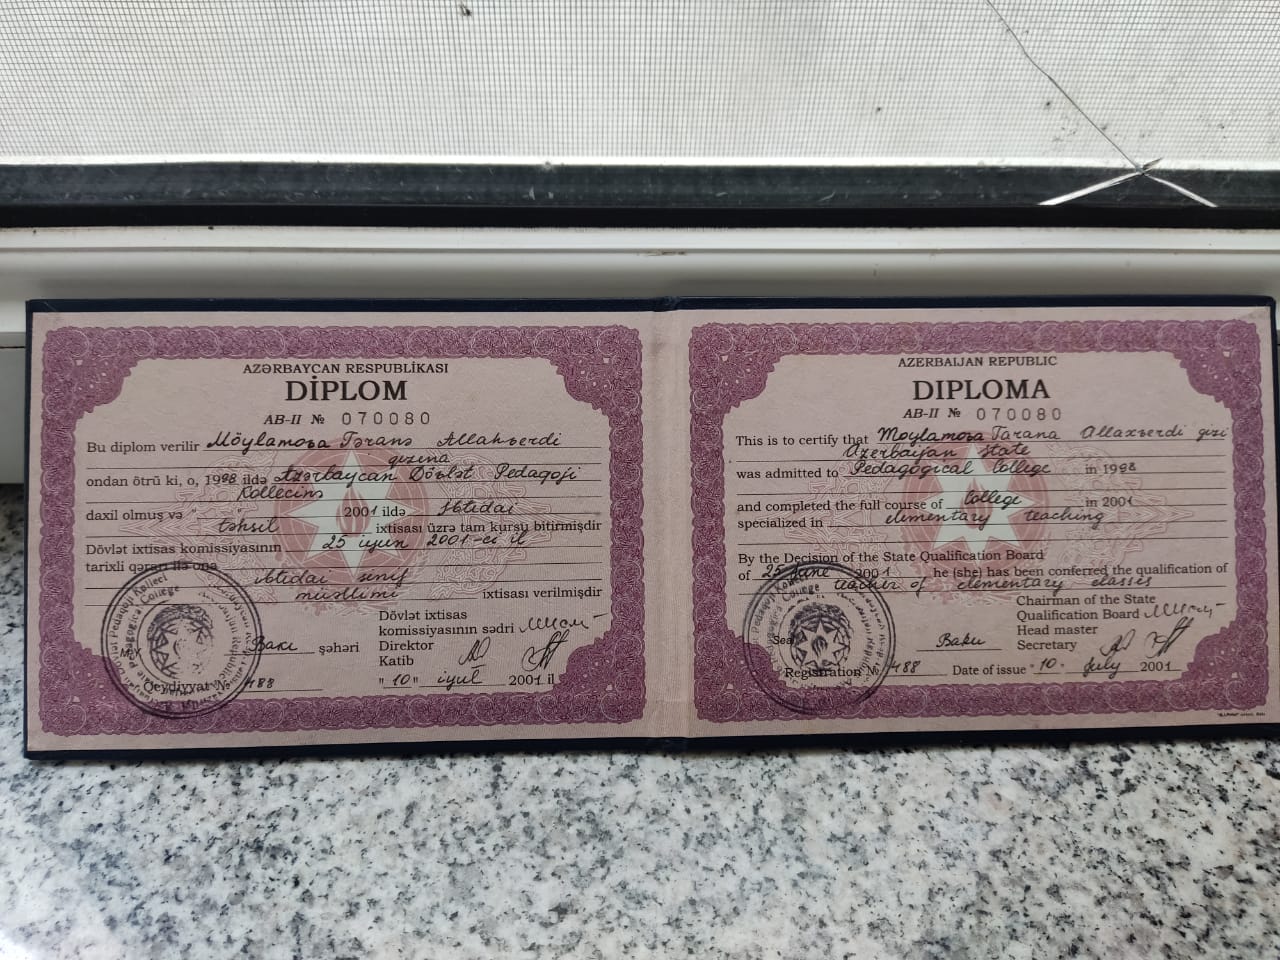 AZƏRBAYCAN RESPUBLİKASI
DİPLOM
AB-II № 070080
Bu diplom verilir Möylamova Təranə Allahverdi
qızına
ondan ötrü ki, o, 1998 ildə Azərbaycan Dövlət Pedaqoji
Kollecinə
daxil olmuş və 2001 ildə İbtidai
təhsil ixtisası üzrə tam kursu bitirmişdir
Dövlət ixtisas komissiyasının 25 iyun 2001-ci il
tarixli qərarı ilə ona
ibtidai sinif
müəllimi ixtisası verilmişdir
Dövlət ixtisas
komissiyasının sədri
Bakı şəhəri
Direktor
Katib
Qeydiyyat № 488
"10" iyul 2001 il
AZERBAIJAN REPUBLIC
DIPLOMA
AB-II № 070080
This is to certify that Moylamova Tarana Allaxverdi gizi
Azerbaijan state
was admitted to Pedagogical College in 1998
and completed the full course of College in 2001
specialized in elementary teaching
By the Decision of the State Qualification Board
of 25 June 2001 he (she) has been conferred the qualification of
teacher of elementary classes
Chairman of the State
Qualification Board
Seal Baku
Head master
Secretary
Registration № 488
Date of issue "10" July 2001